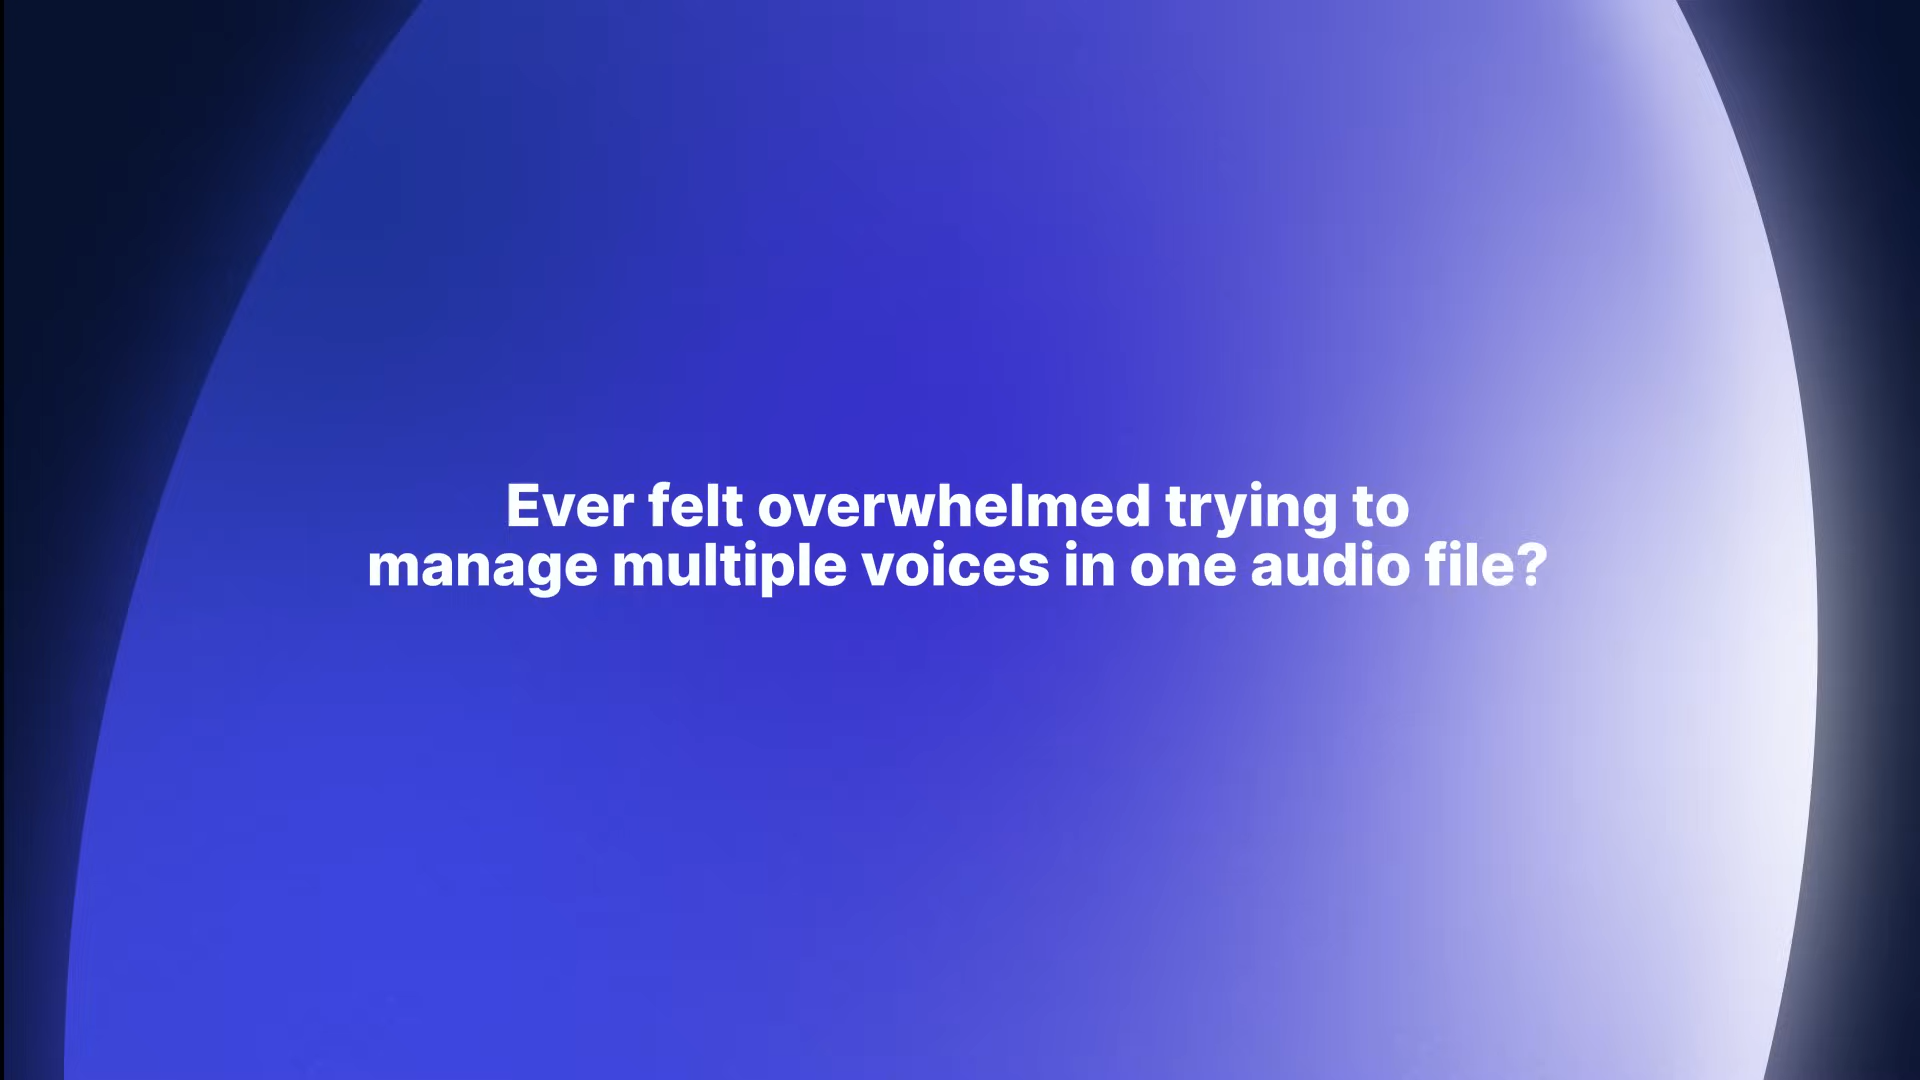 Ever felt overwhelmed trying to
manage multiple voices in one audio file?